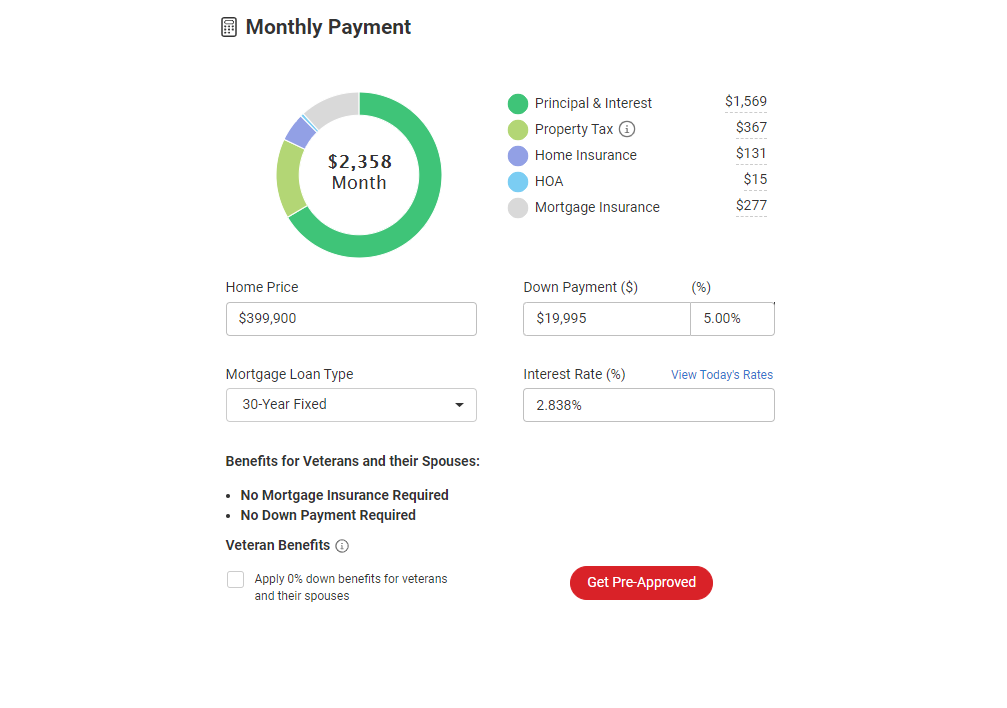 Monthly Payment
$2,358
Month
Principal & Interest $1,569
Property Tax $367
Home Insurance $131
HOA $15
Mortgage Insurance $277
Home Price
$399,900
Down Payment ($) (%)
$19,995 5.00%
Mortgage Loan Type
30-Year Fixed
Interest Rate (%) View Today's Rates
2.838%
Benefits for Veterans and their Spouses:
• No Mortgage Insurance Required
• No Down Payment Required
Veteran Benefits
Apply 0% down benefits for veterans
and their spouses
Get Pre-Approved